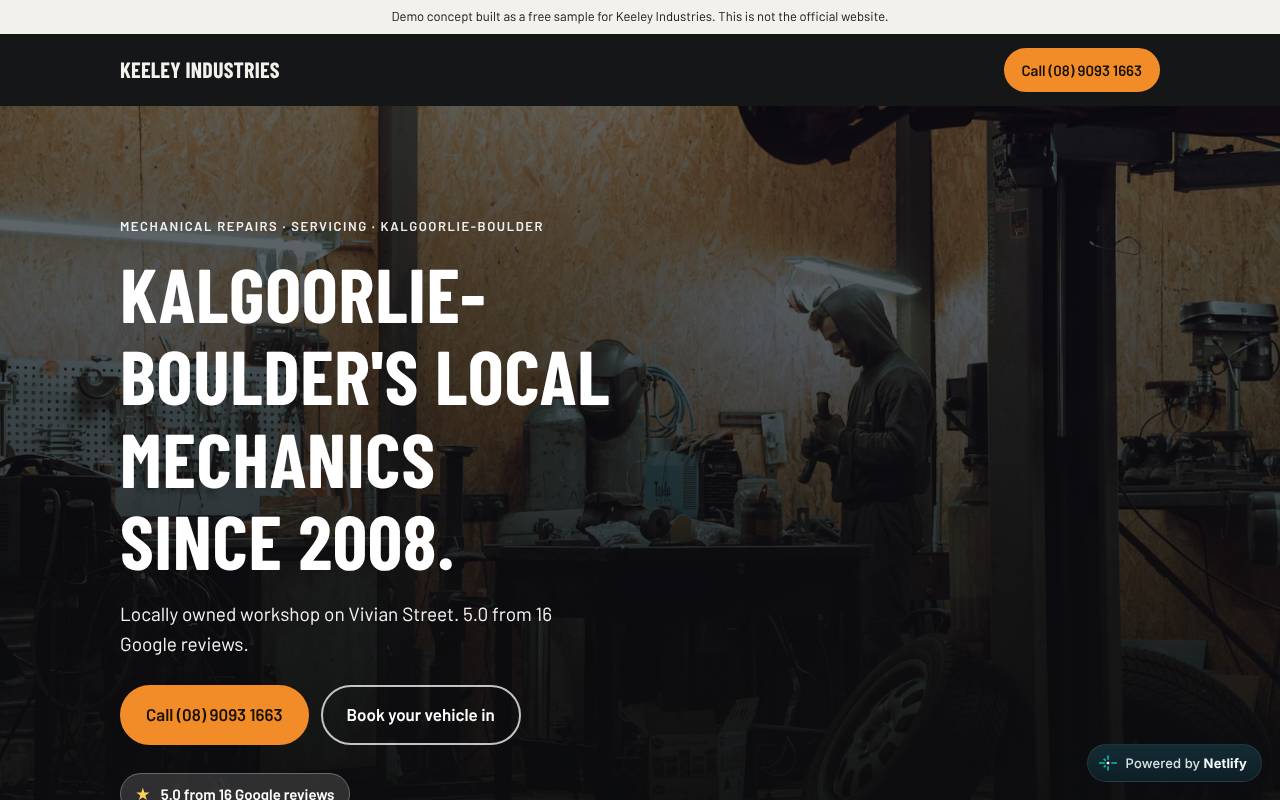 Demo concept built as a free sample for Keeley Industries. This is not the official website.
KEELEY INDUSTRIES
Call (08) 9093 1663
MECHANICAL REPAIRS · SERVICING · KALGOORLIE-BOULDER
KALGOORLIE-
BOULDER'S LOCAL
MECHANICS
SINCE 2008.
Locally owned workshop on Vivian Street. 5.0 from 16
Google reviews.
Call (08) 9093 1663
Book your vehicle in
★ 5.0 from 16 Google reviews
Powered by Netlify